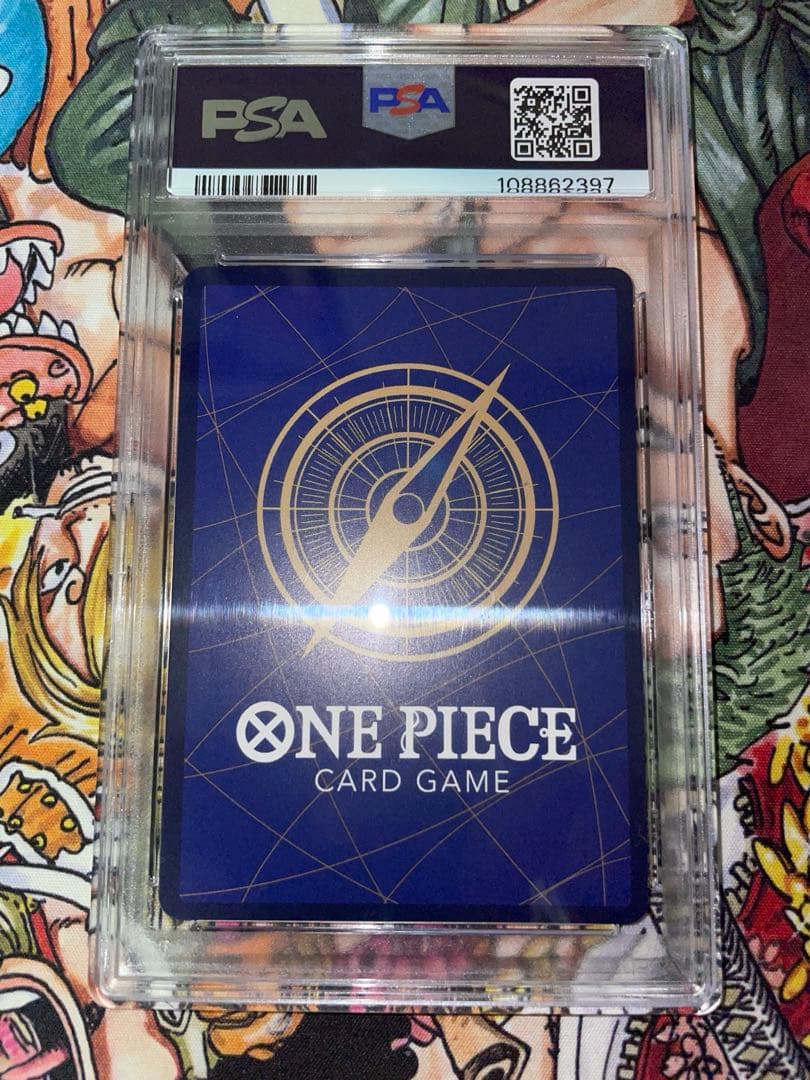 PSA
PSA
108862397
ONE PIECE
CARD GAME